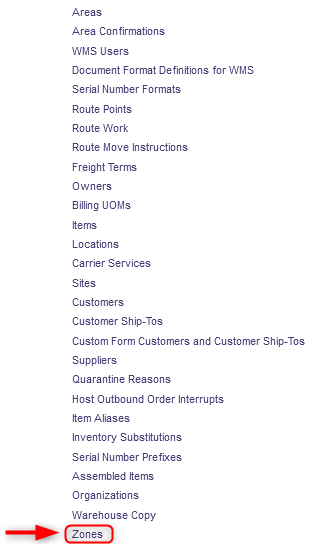 Areas
Area Confirmations
WMS Users
Document Format Definitions for WMS
Serial Number Formats
Route Points
Route Work
Route Move Instructions
Freight Terms
Owners
Billing UOMs
Items
Locations
Carrier Services
Sites
Customers
Customer Ship-Tos
Custom Form Customers and Customer Ship-Tos
Suppliers
Quarantine Reasons
Host Outbound Order Interrupts
Item Aliases
Inventory Substitutions
Serial Number Prefixes
Assembled Items
Organizations
Warehouse Copy
Zones